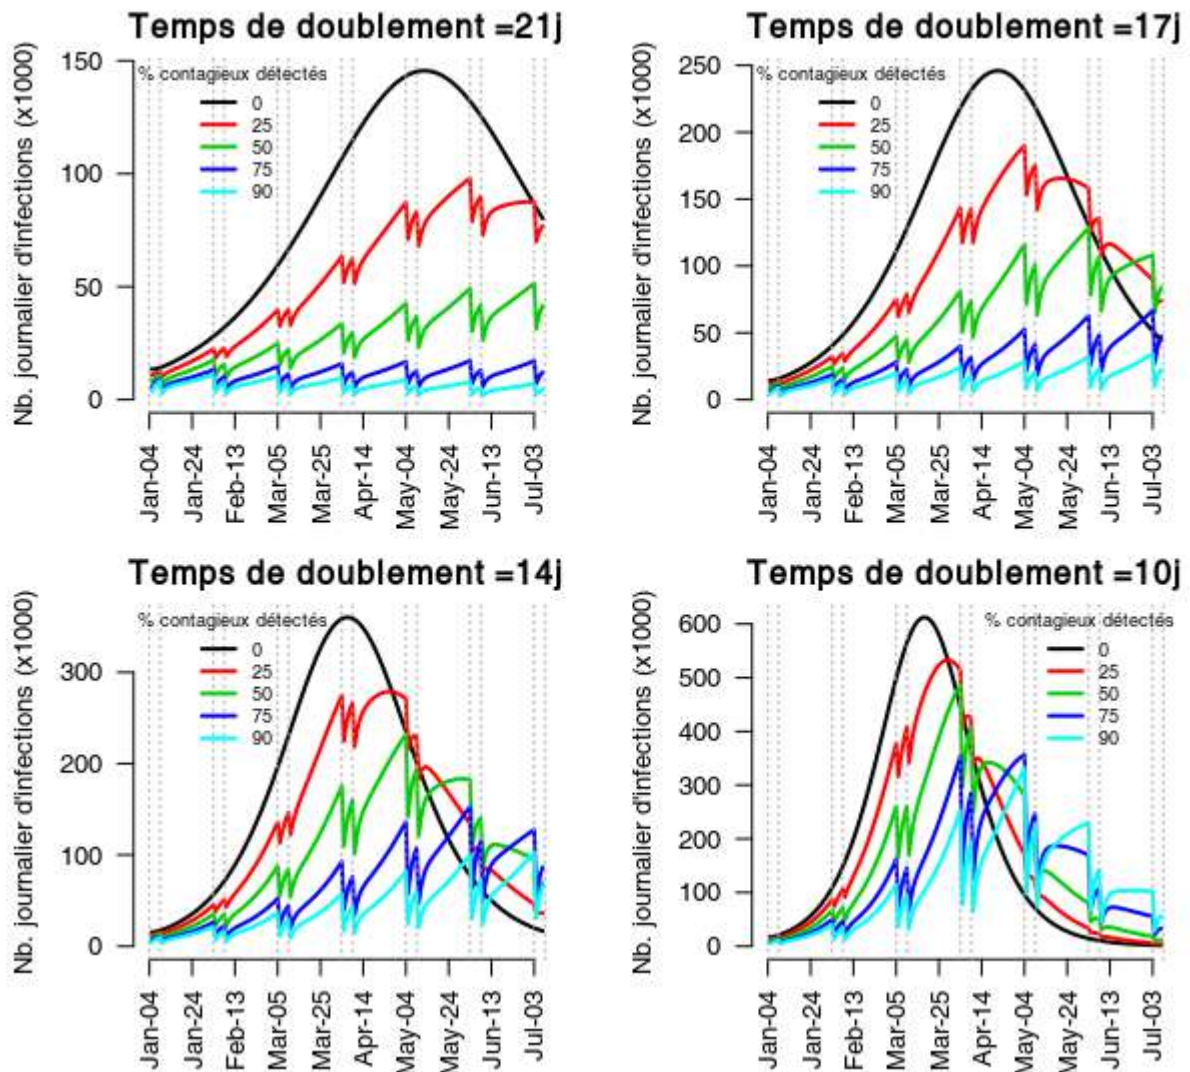 Temps de doublement =21j
Nb. journalier d'infections (x1000)
150
100
50
0
% contagieux détectés
0
25
50
75
90
Jan-04
Jan-24
Feb-13
Mar-05
Mar-25
Apr-14
May-04
May-24
Jun-13
Jul-03
Temps de doublement =17j
Nb. journalier d'infections (x1000)
250
200
150
100
50
0
% contagieux détectés
0
25
50
75
90
Jan-04
Jan-24
Feb-13
Mar-05
Mar-25
Apr-14
May-04
May-24
Jun-13
Jul-03
Temps de doublement =14j
Nb. journalier d'infections (x1000)
300
200
100
0
% contagieux détectés
0
25
50
75
90
Jan-04
Jan-24
Feb-13
Mar-05
Mar-25
Apr-14
May-04
May-24
Jun-13
Jul-03
Temps de doublement =10j
Nb. journalier d'infections (x1000)
600
500
400
300
200
100
0
% contagieux détectés
0
25
50
75
90
Jan-04
Jan-24
Feb-13
Mar-05
Mar-25
Apr-14
May-04
May-24
Jun-13
Jul-03